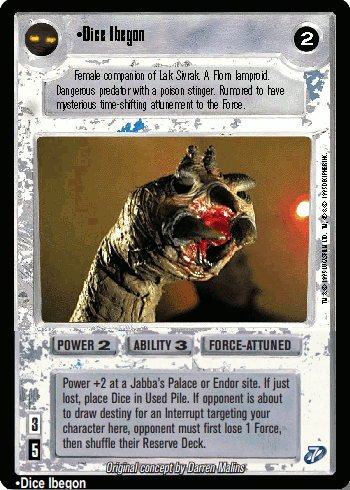 •Dice Ibegon
2
Female companion of Lak Sivrak. A Florn lamproid.
Dangerous predator with a poison stinger. Rumored to have
mysterious time-shifting attunement to the Force.
POWER 2
ABILITY 3
FORCE-ATTUNED
Power +2 at a Jabba's Palace or Endor site. If just
lost, place Dice in Used Pile. If opponent is about
to draw destiny for an Interrupt targeting your
character here, opponent must first lose 1 Force,
then shuffle their Reserve Deck.
3
5
Original concept by Darren Malins
•Dice Ibegon